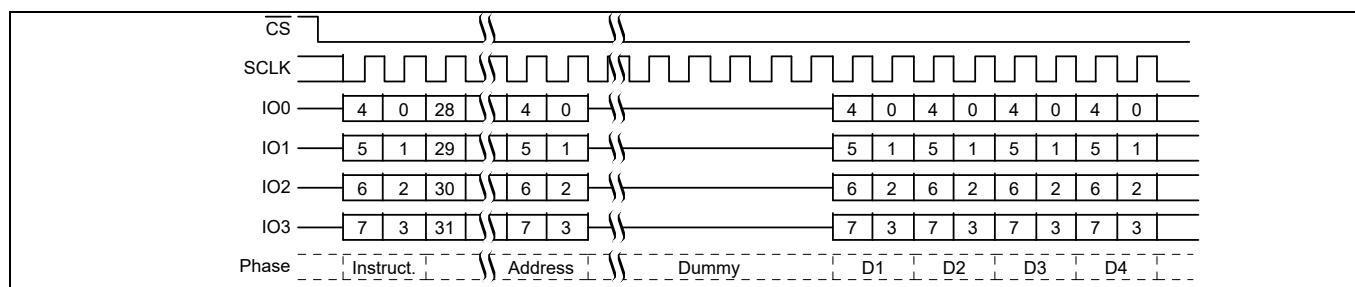 CS
SCLK
IO0 4 0 28 4 0 4 0 4 0 4 0 4 0
IO1 5 1 29 5 1 5 1 5 1 5 1 5 1
IO2 6 2 30 6 2 6 2 6 2 6 2 6 2
IO3 7 3 31 7 3 7 3 7 3 7 3 7 3
Phase Instruct. Address Dummy D1 D2 D3 D4